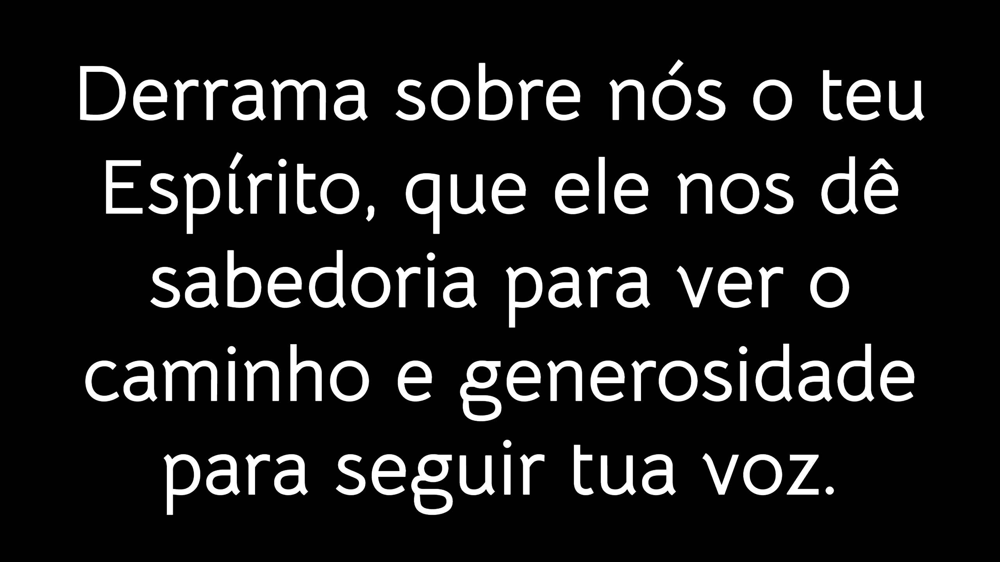 Derrama sobre nós o teu
Espírito, que ele nos dê
sabedoria para ver o
caminho e generosidade
para seguir tua voz.